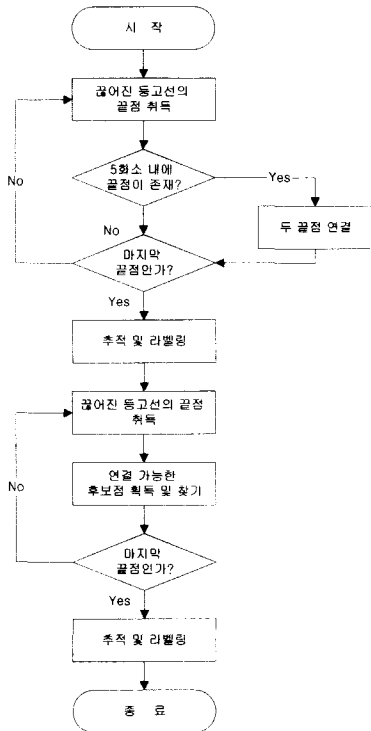 시 작
끊어진 등고선의
끝점 취득
5화소 내에
끝점이 존재?
Yes
No
두 끝점 연결
No
마지막
끝점인가?
Yes
추적 및 라벨링
끊어진 등고선의 끝점
취득
연결 가능한
후보점 획득 및 찾기
No
마지막
끝점인가?
Yes
추적 및 라벨링
종 료